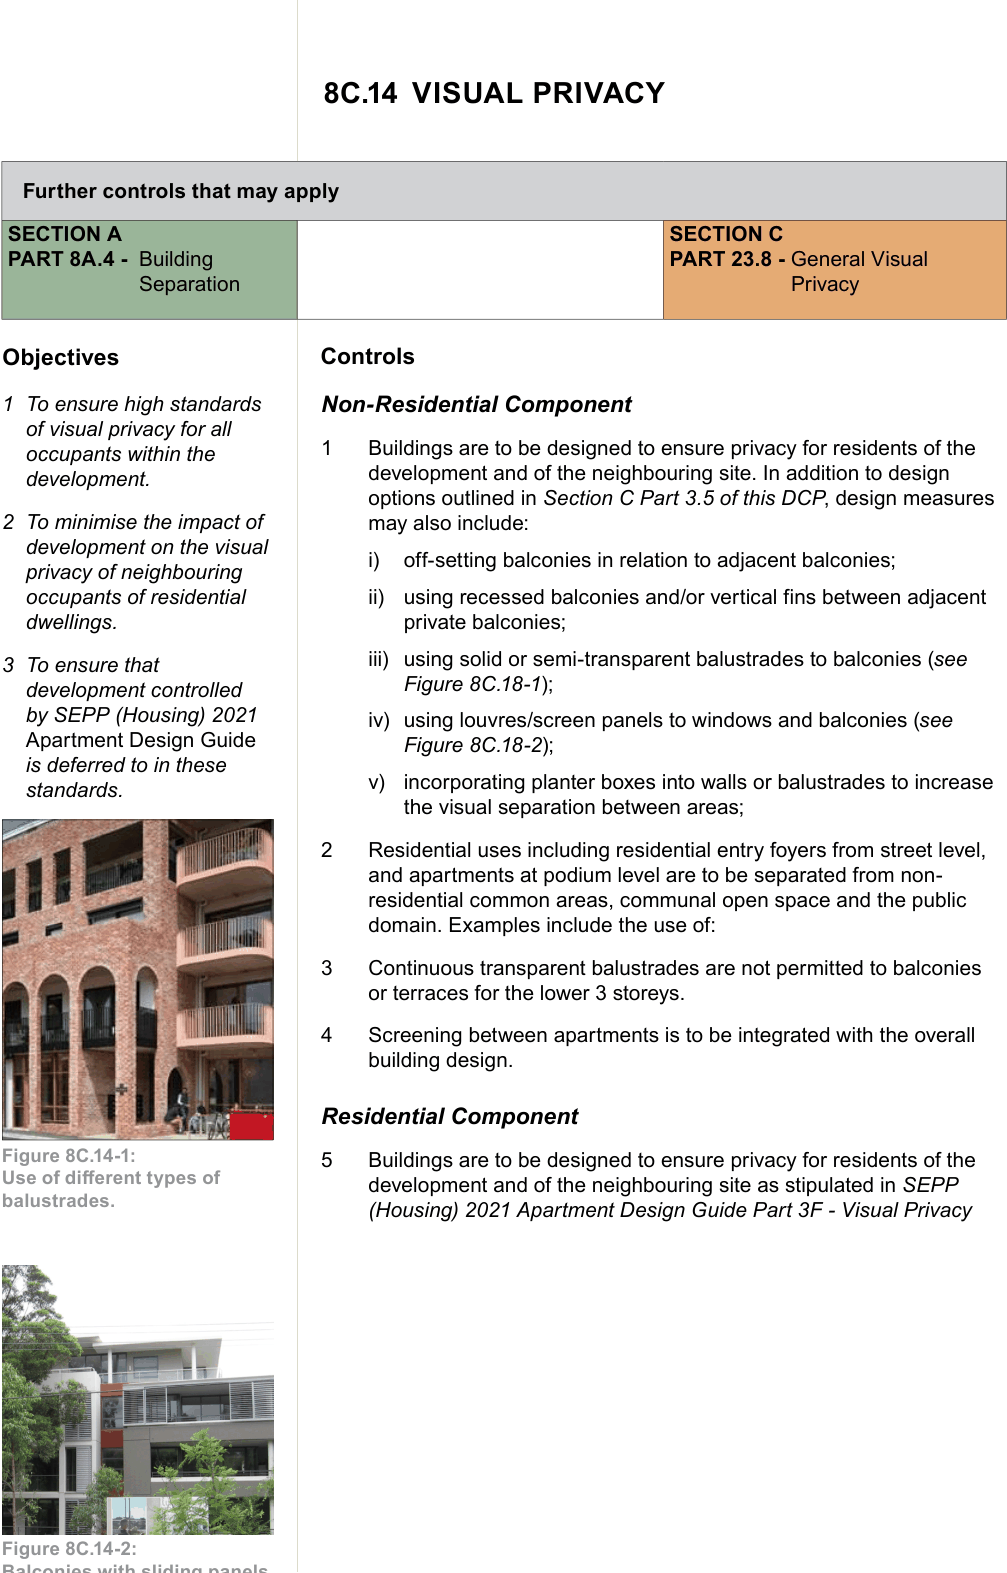 8C.14 VISUAL PRIVACY
Further controls that may apply
SECTION A
PART 8A.4 - Building
Separation
SECTION C
PART 23.8 - General Visual
Privacy
Objectives
1 To ensure high standards
of visual privacy for all
occupants within the
development.
2 To minimise the impact of
development on the visual
privacy of neighbouring
occupants of residential
dwellings.
3 To ensure that
development controlled
by SEPP (Housing) 2021
Apartment Design Guide
is deferred to in these
standards.
Figure 8C.14-1:
Use of different types of
balustrades.
Figure 8C.14-2:
Balconies with sliding panels
Controls
Non-Residential Component
1 Buildings are to be designed to ensure privacy for residents of the
development and of the neighbouring site. In addition to design
options outlined in Section C Part 3.5 of this DCP, design measures
may also include:
i) off-setting balconies in relation to adjacent balconies;
ii) using recessed balconies and/or vertical fins between adjacent
private balconies;
iii) using solid or semi-transparent balustrades to balconies (see
Figure 8C.18-1);
iv) using louvres/screen panels to windows and balconies (see
Figure 8C.18-2);
v) incorporating planter boxes into walls or balustrades to increase
the visual separation between areas;
2 Residential uses including residential entry foyers from street level,
and apartments at podium level are to be separated from non-
residential common areas, communal open space and the public
domain. Examples include the use of:
3 Continuous transparent balustrades are not permitted to balconies
or terraces for the lower 3 storeys.
4 Screening between apartments is to be integrated with the overall
building design.
Residential Component
5 Buildings are to be designed to ensure privacy for residents of the
development and of the neighbouring site as stipulated in SEPP
(Housing) 2021 Apartment Design Guide Part 3F - Visual Privacy